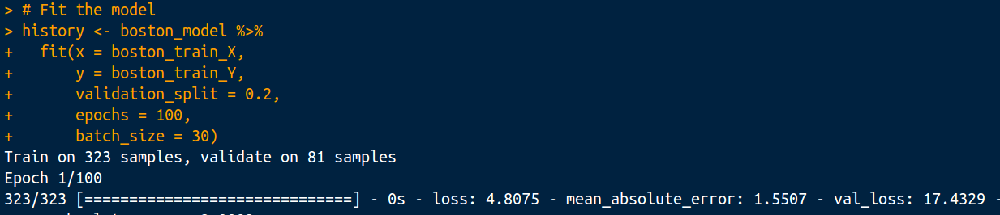 > # Fit the model
> history <- boston_model %>%
+   fit(x = boston_train_X,
+       y = boston_train_Y,
+       validation_split = 0.2,
+       epochs = 100,
+       batch_size = 30)
Train on 323 samples, validate on 81 samples
Epoch 1/100
323/323 [==============================] - 0s - loss: 4.8075 - mean_absolute_error: 1.5507 - val_loss: 17.4329 -